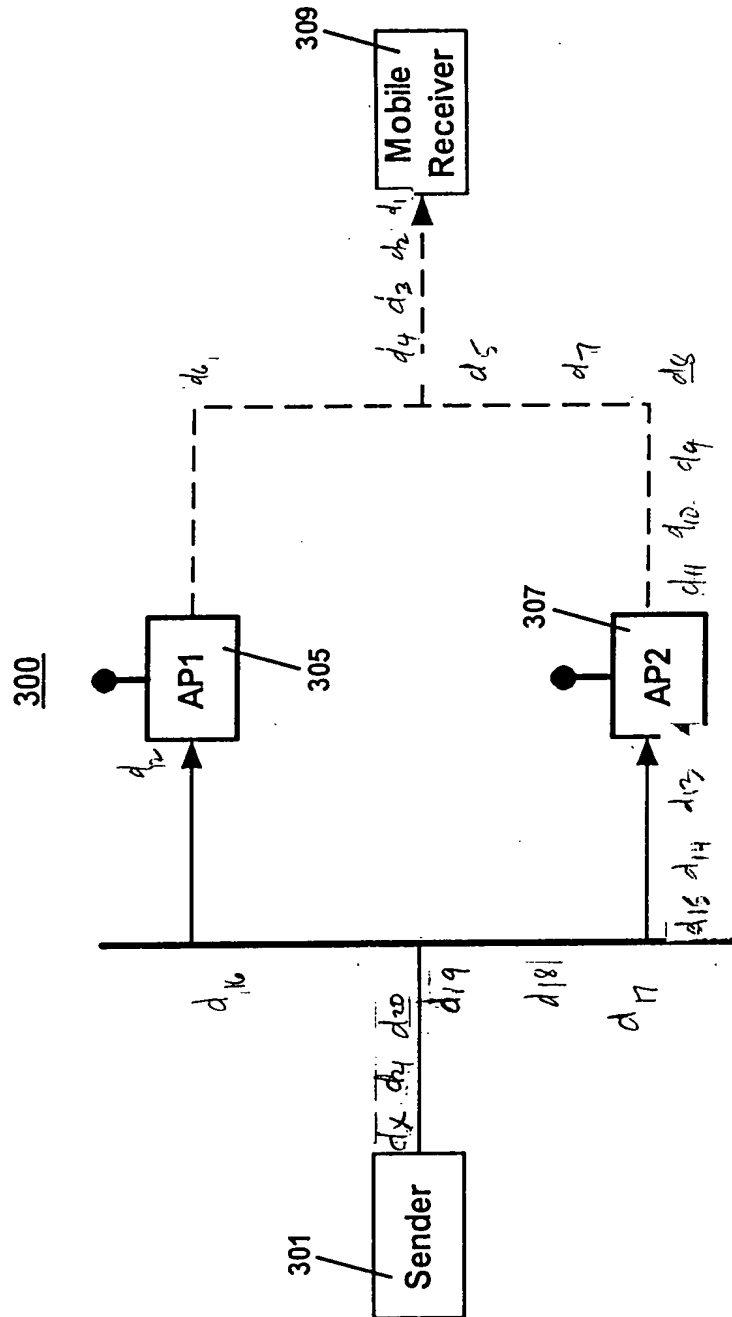 300
301
Sender
AP1
305
AP2
307
Mobile
Receiver
309
d1
d2
d3
d4
d5
d6
d7
d8
d9
d10
d11
d12
d13
d14
d15
d16
d17
d18
d19
d20
dx